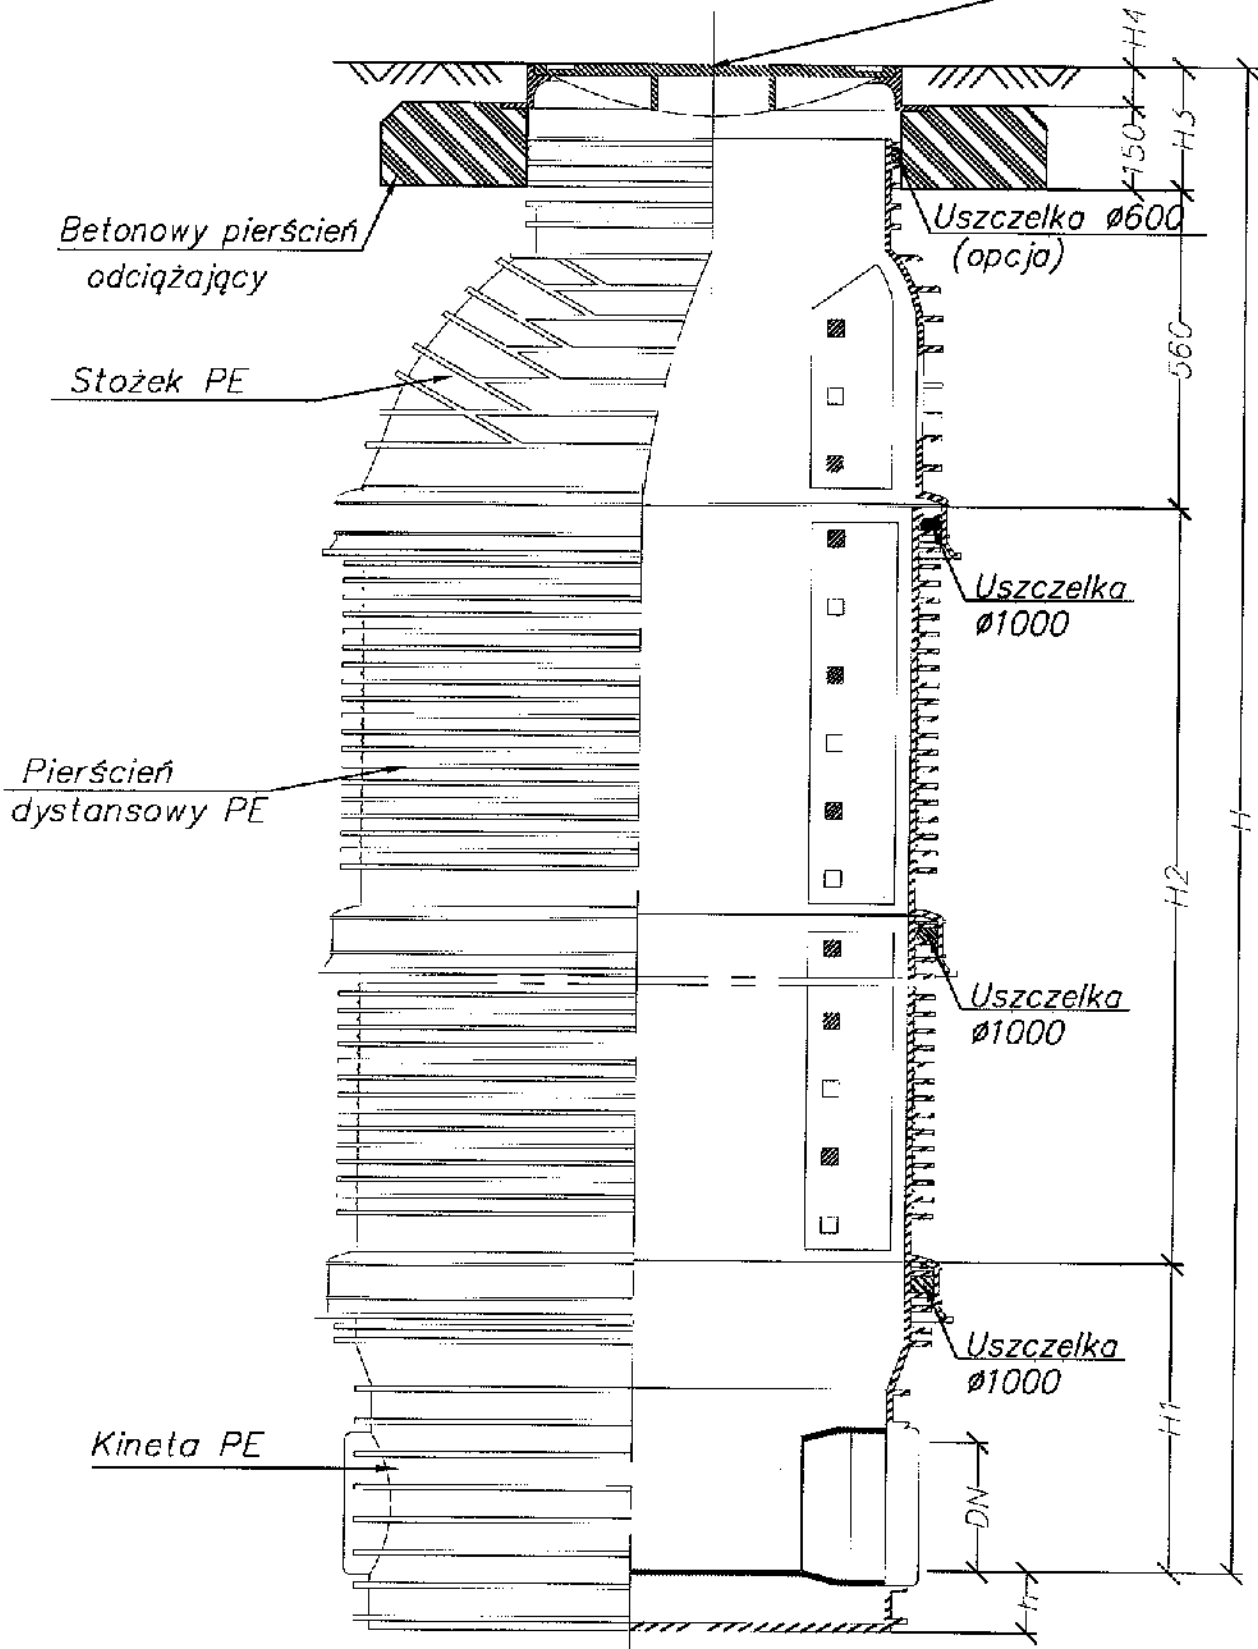 H4
150
H3
Betonowy pierścień
odciążający
Uszczelka ø600
(opcja)
560
Stożek PE
Uszczelka
ø1000
Pierścień
dystansowy PE
H
H2
Uszczelka
ø1000
Uszczelka
ø1000
H1
Kineta PE
DN
h